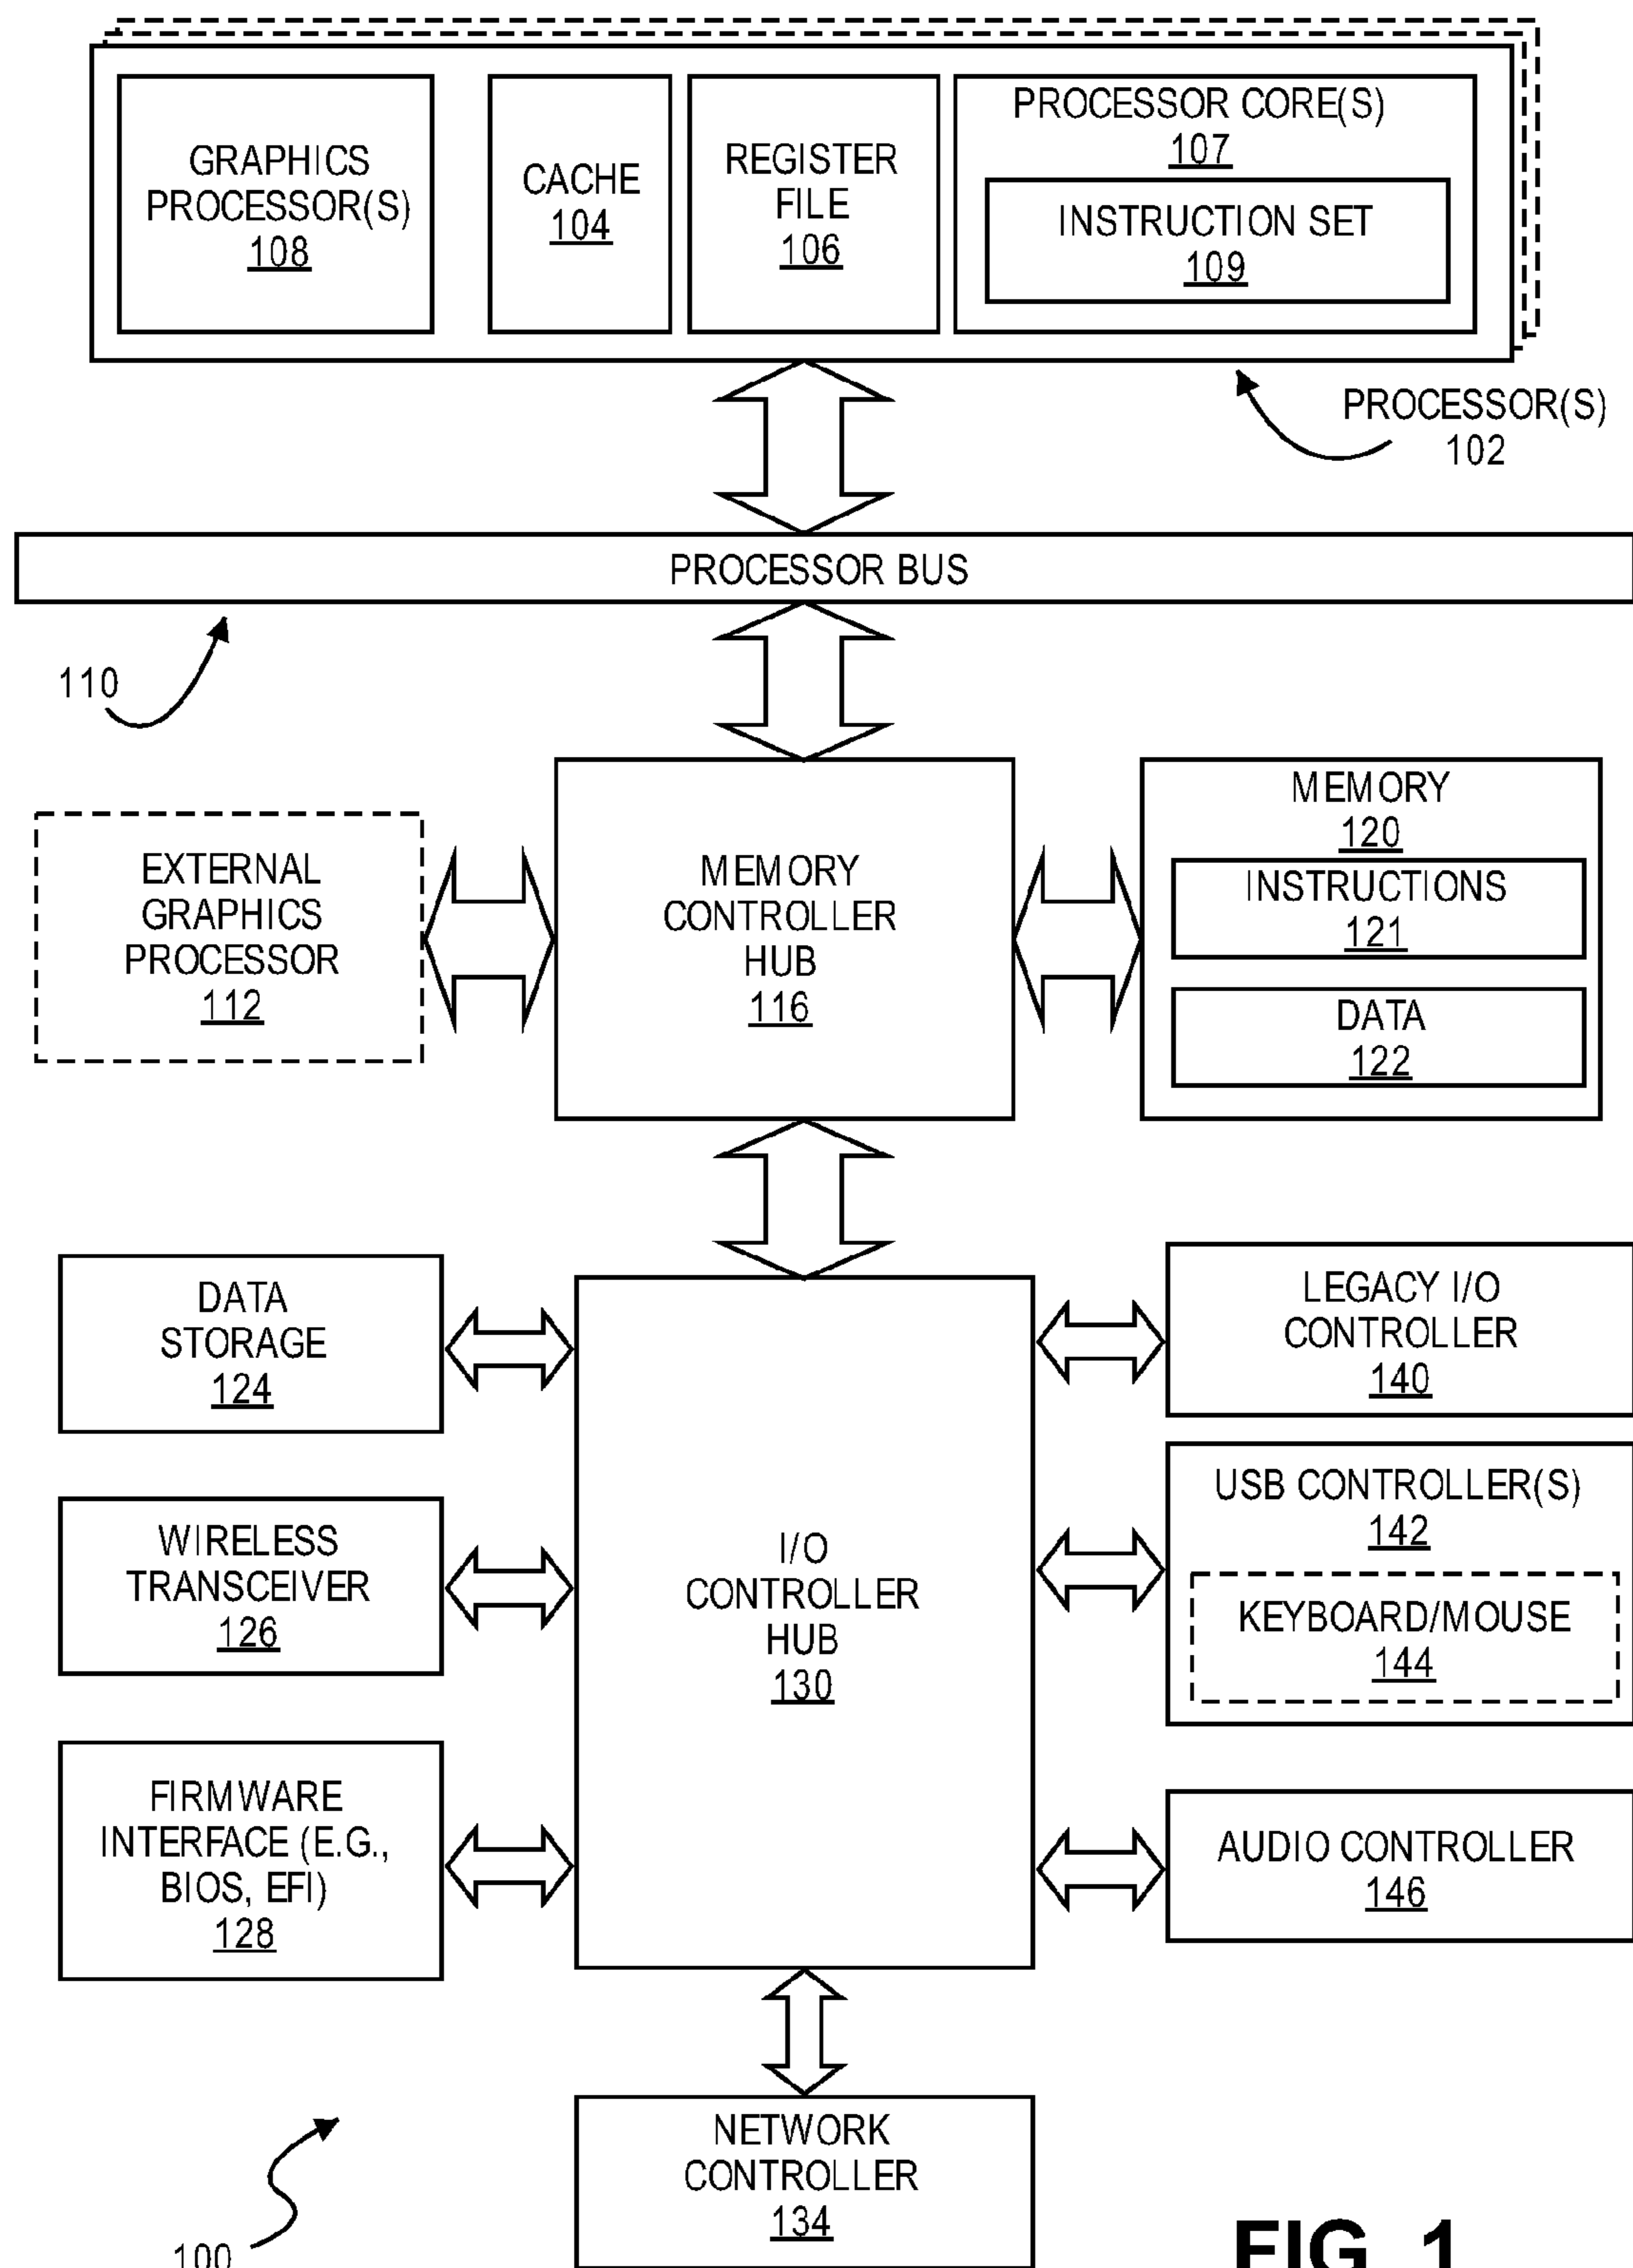 GRAPHICS
PROCESSOR(S)
108
CACHE
104
REGISTER
FILE
106
PROCESSOR CORE(S)
107
INSTRUCTION SET
109
PROCESSOR(S)
102
PROCESSOR BUS
110
EXTERNAL
GRAPHICS
PROCESSOR
112
MEMORY
CONTROLLER
HUB
116
MEMORY
120
INSTRUCTIONS
121
DATA
122
DATA
STORAGE
124
WIRELESS
TRANSCEIVER
126
FIRMWARE
INTERFACE (E.G.,
BIOS, EFI)
128
I/O
CONTROLLER
HUB
130
LEGACY I/O
CONTROLLER
140
USB CONTROLLER(S)
142
KEYBOARD/MOUSE
144
AUDIO CONTROLLER
146
NETWORK
CONTROLLER
134
100
FIG. 1